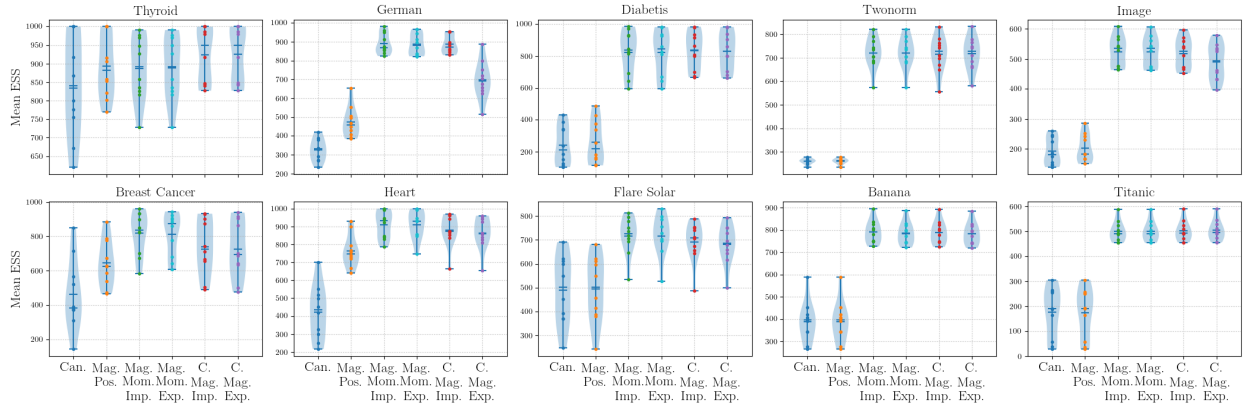 Thyroid
German
Diabetis
Twonorm
Image
Mean ESS
1000
950
900
850
800
750
700
650
1000
900
800
700
600
500
400
300
200
1000
800
600
400
200
800
700
600
500
400
300
600
500
400
300
200
Breast Cancer
Heart
Flare Solar
Banana
Titanic
Mean ESS
1000
800
600
400
200
1000
900
800
700
600
500
400
300
200
800
700
600
500
400
300
900
800
700
600
500
400
300
600
500
400
300
200
100
0
Can. Mag. Mag. Mag. C. C.
Pos. Mom. Mom. Mag. Mag.
Imp. Exp. Imp. Exp.
Can. Mag. Mag. Mag. C. C.
Pos. Mom. Mom. Mag. Mag.
Imp. Exp. Imp. Exp.
Can. Mag. Mag. Mag. C. C.
Pos. Mom. Mom. Mag. Mag.
Imp. Exp. Imp. Exp.
Can. Mag. Mag. Mag. C. C.
Pos. Mom. Mom. Mag. Mag.
Imp. Exp. Imp. Exp.
Can. Mag. Mag. Mag. C. C.
Pos. Mom. Mom. Mag. Mag.
Imp. Exp. Imp. Exp.